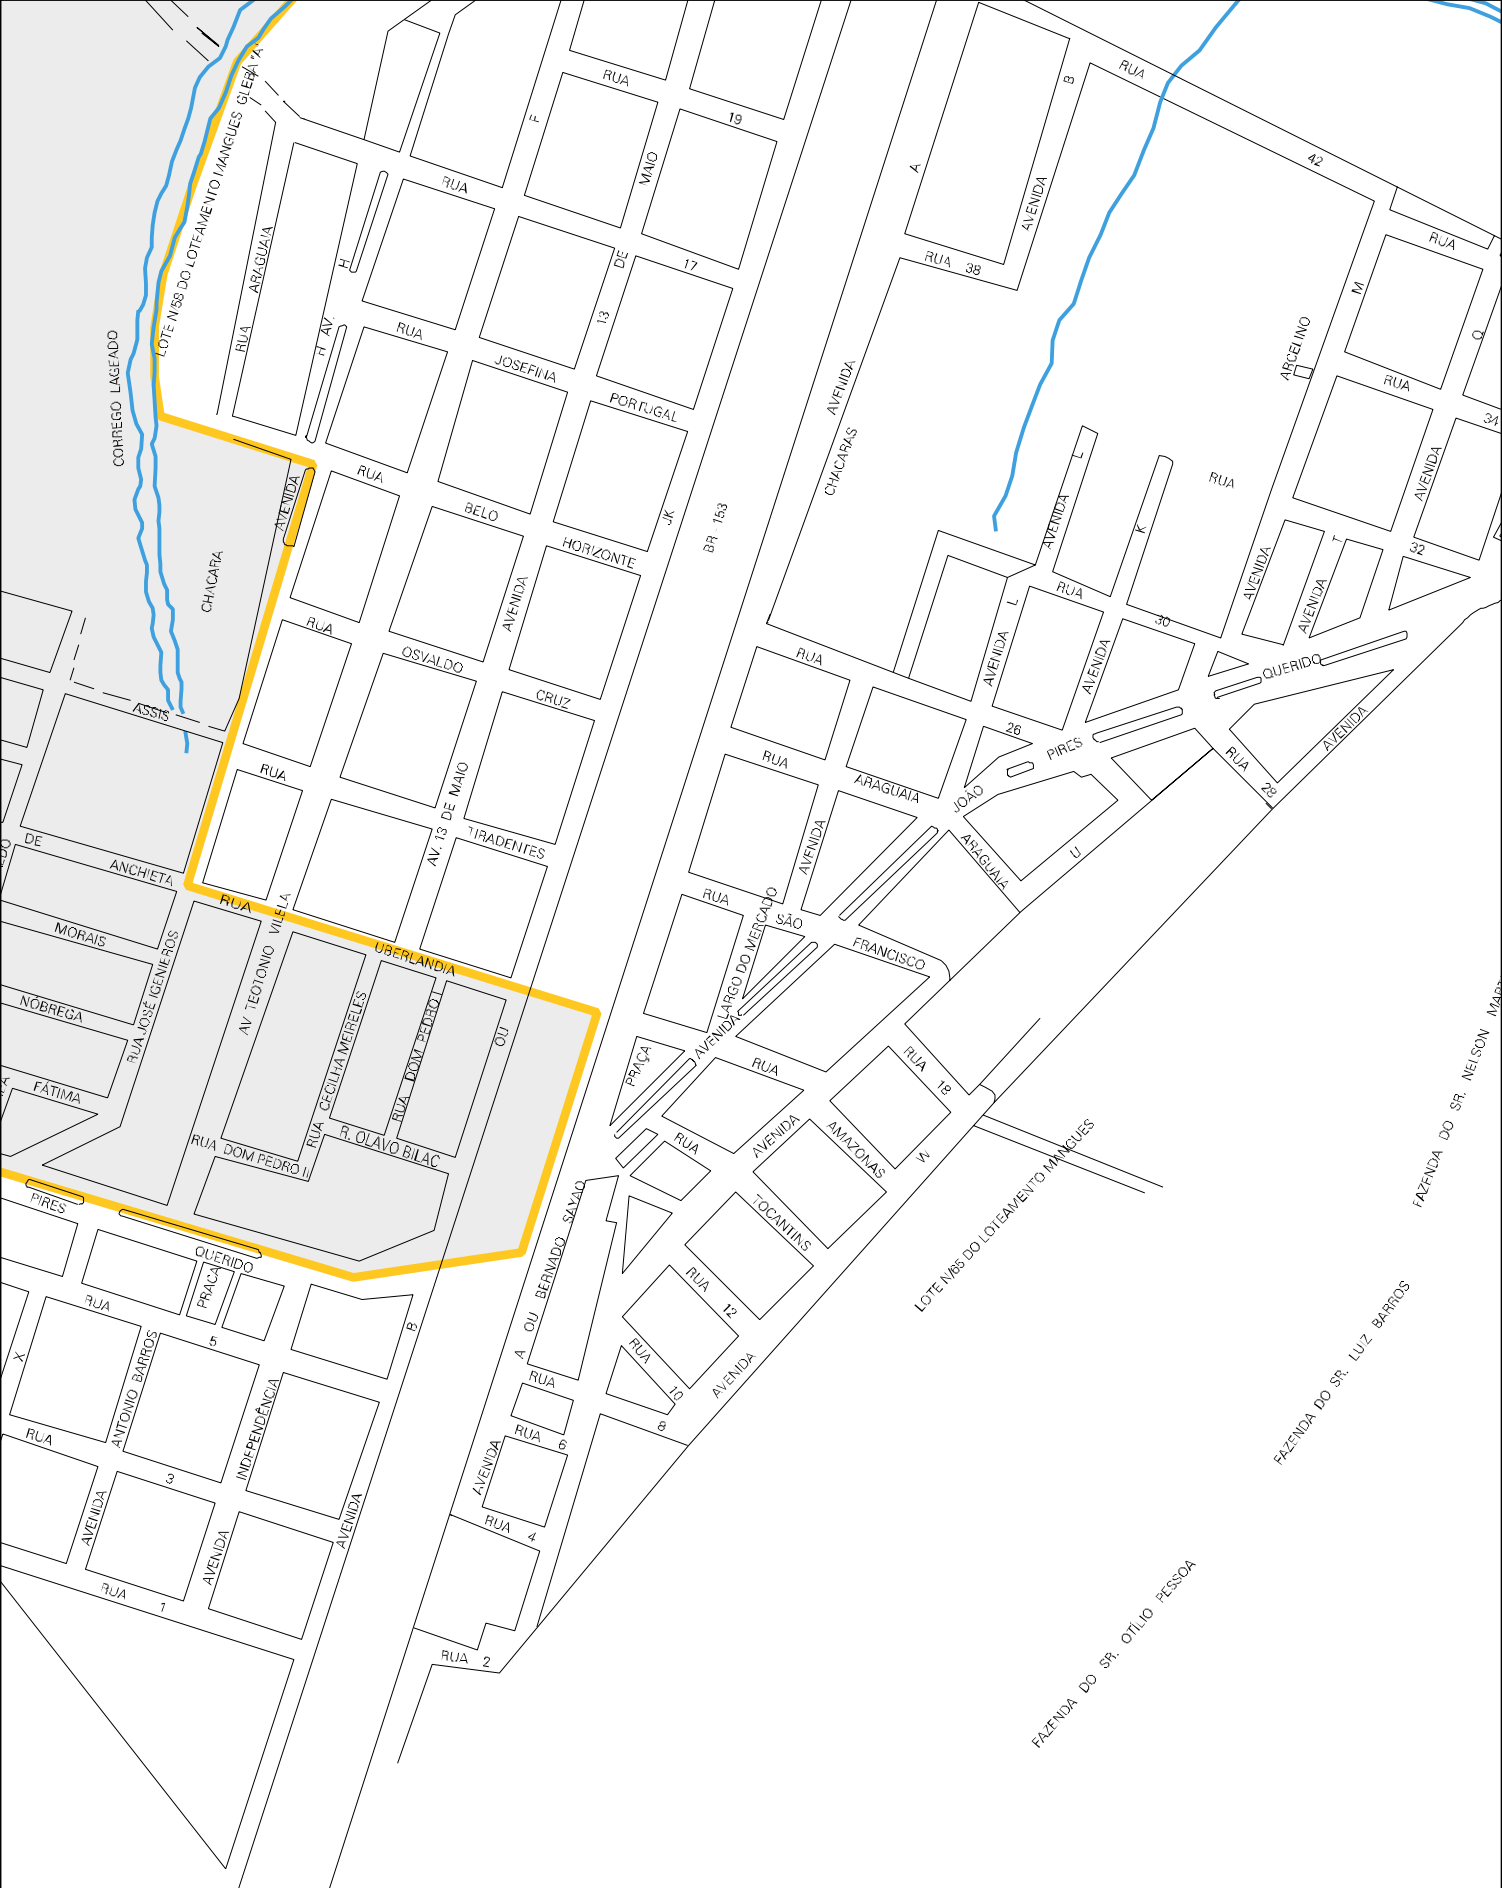 LOTE N/58 DO LOTEAMENTO MANGUES GLEBA "A
CORREGO LAGEADO
RUA ARAGUAIA
H
H AV.
RUA
19
F
MAIO
DE
13
RUA
17
RUA
JOSEFINA
PORTUGAL
RUA
BELO
HORIZONTE
JK
AVENIDA
CHACARA
RUA
OSVALDO
CRUZ
AVENIDA
RUA
TIRADENTES
AV. 13 DE MAIO
RUA
UBERLANDIA
ASSIS
DE
ANCHIETA
MORAIS
NÓBREGA
FÁTIMA
RUA JOSÉ IGENIEROS
AV TEOTONIO VILELA
RUA CECILHA MEIRELES
RUA DOM PEDRO I
OU
RUA DOM PEDRO II
R. OLAVO BILAC
PIRES
QUERIDO
PRACA
RUA
5
X
ANTONIO BARROS
INDEPENDÊNCIA
B
RUA
3
AVENIDA
AVENIDA
AVENIDA
RUA
1
BR - 153
RUA
42
A
B
AVENIDA
RUA 38
AVENIDA
CHACARAS
RUA
M
Q
ARCELINO
RUA
34
AVENIDA
RUA
L
AVENIDA
K
T
32
AVENIDA
AVENIDA
RUA
30
L
AVENIDA
AVENIDA
QUERIDO
RUA
26
PIRES
AVENIDA
RUA
28
RUA
ARAGUAIA
JOÃO
AVENIDA
ARAGUAIA
U
RUA
SÃO
FRANCISCO
LARGO DO MERCADO
AVENIDA
PRAÇA
RUA
RUA
18
RUA
AVENIDA
AMAZONAS
W
TOCANTINS
RUA
12
RUA
10
AVENIDA
8
A OU BERNADO SAYAO
RUA
RUA
6
AVENIDA
RUA
4
RUA 2
LOTE N/65 DO LOTEAMENTO MANGUES
FAZENDA DO SR. NELSON
FAZENDA DO SR. LUIZ BARROS
FAZENDA DO SR. OTÍLIO PESSOA